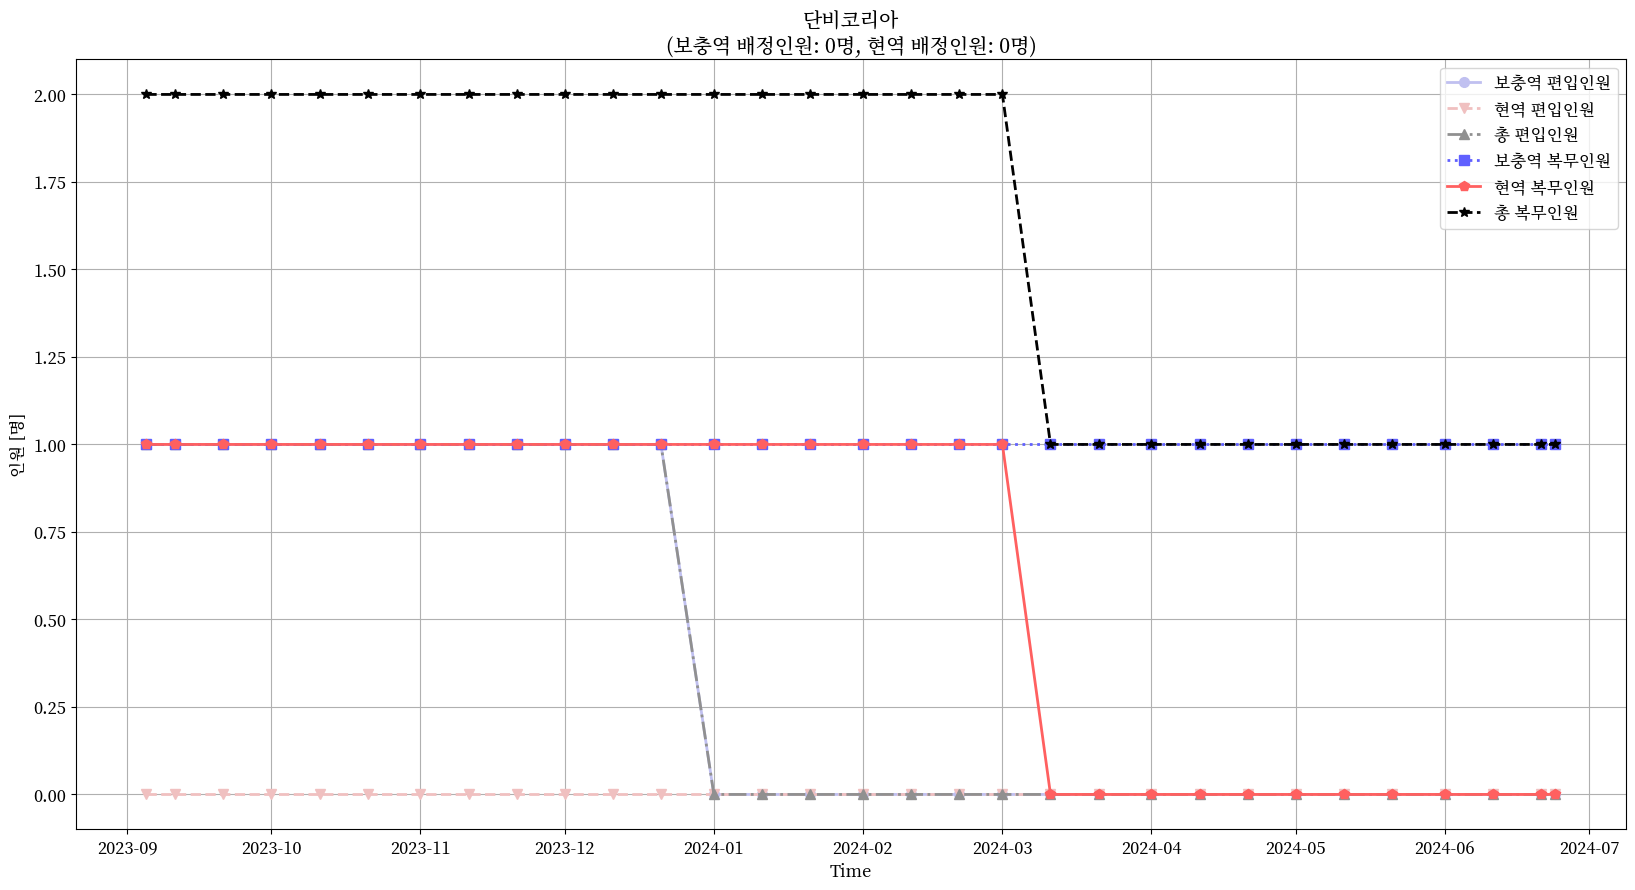 단비코리아
(보충역 배정인원: 0명, 현역 배정인원: 0명)
보충역 편입인원
현역 편입인원
총 편입인원
보충역 복무인원
현역 복무인원
총 복무인원
2.00
1.75
1.50
1.25
1.00
0.75
0.50
0.25
0.00
인원 [명]
2023-09
2023-10
2023-11
2023-12
2024-01
2024-02
2024-03
2024-04
2024-05
2024-06
2024-07
Time